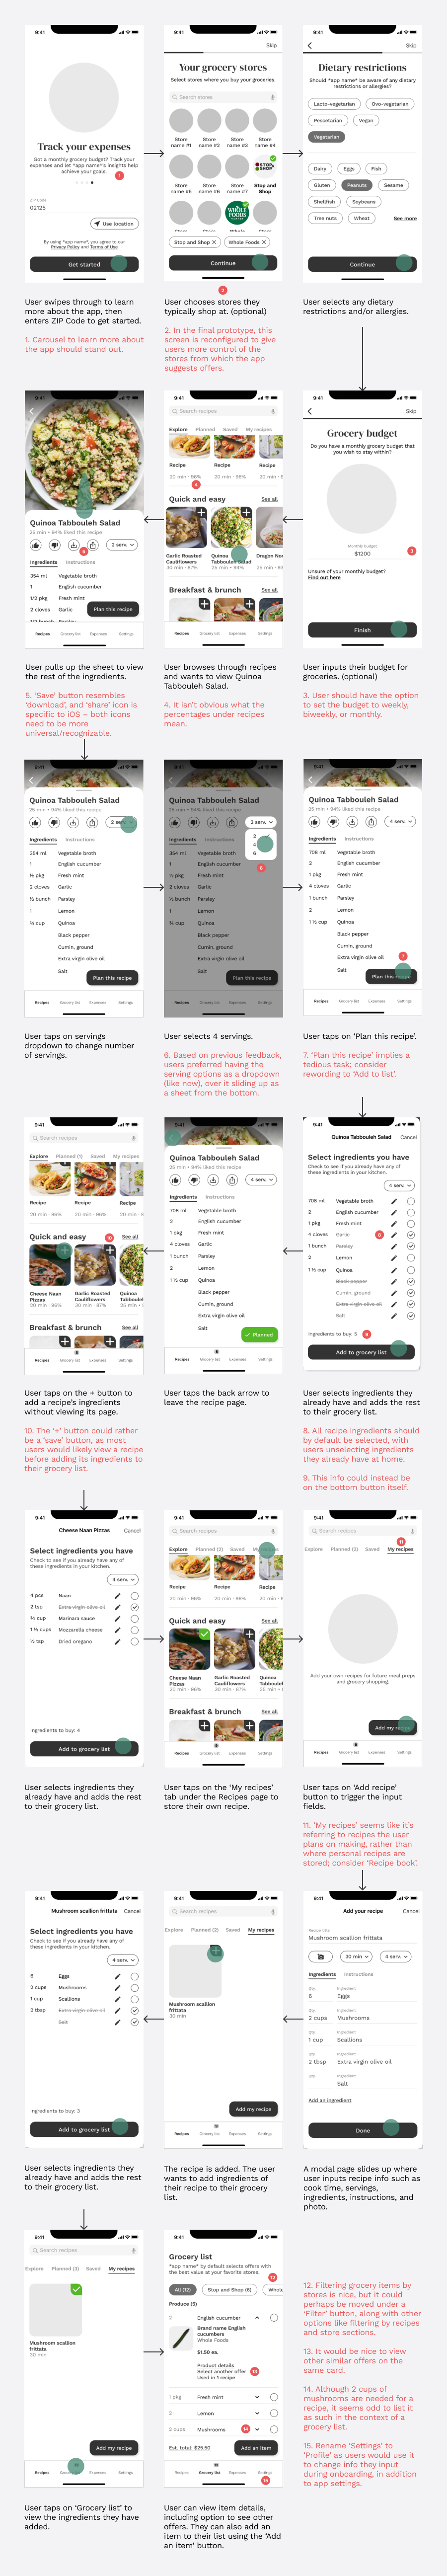 9:41
Track your expenses
Got a monthly grocery budget? Track your
expenses and let *app name*'s insights help
achieve your goals.
1
ZIP Code
02125
Use location
By using *app name*, you agree to our
Privacy Policy and Terms of Use
Get started
User swipes through to learn
more about the app, then
enters ZIP Code to get started.
1. Carousel to learn more about
the app should stand out.
9:41
Skip
Your grocery stores
Select stores where you buy your groceries.
Search stores
Store name #1
Store name #2
Store name #3
Store name #4
Store name #5
Store name #6
Store name #7
Stop and Shop
Stop and Shop
Whole Foods
Continue
2
User chooses stores they
typically shop at. (optional)
2. In the final prototype, this
screen is reconfigured to give
users more control of the
stores from which the app
suggests offers.
9:41
Skip
Dietary restrictions
Should *app name* be aware of any dietary
restrictions or allergies?
Lacto-vegetarian
Ovo-vegetarian
Pescetarian
Vegan
Vegetarian
Dairy
Eggs
Fish
Gluten
Peanuts
Sesame
Shellfish
Soybeans
Tree nuts
Wheat
See more
Continue
User selects any dietary
restrictions and/or allergies.
9:41
Quinoa Tabbouleh Salad
25 min • 94% liked this recipe
2 serv.
5
Ingredients
Instructions
354 ml Vegetable broth
1 English cucumber
1/2 pkg Fresh mint
2 cloves Garlic
Plan this recipe
Recipes
Grocery list
Expenses
Settings
User pulls up the sheet to view
the rest of the ingredients.
5. 'Save' button resembles
'download', and 'share' icon is
specific to iOS – both icons
need to be more
universal/recognizable.
9:41
Search recipes
Explore
Planned
Saved
My recipes
Recipe
20 min · 96%
Recipe
20 min · 96%
4
Quick and easy
See all
Garlic Roasted
Cauliflowers
30 min • 87%
Quinoa
Tabbouleh Salad
25 min • 94%
Breakfast & brunch
See all
Recipes
Grocery list
Expenses
Settings
User browses through recipes
and wants to view Quinoa
Tabbouleh Salad.
4. It isn't obvious what the
percentages under recipes
mean.
9:41
Skip
Grocery budget
Do you have a monthly grocery budget that
you wish to stay within?
Monthly budget
$1200
3
Unsure of your monthly budget?
Find out here
Finish
User inputs their budget for
groceries. (optional)
3. User should have the option
to set the budget to weekly,
biweekly, or monthly.
9:41
Quinoa Tabbouleh Salad
25 min • 94% liked this recipe
Ingredients
Instructions
354 ml Vegetable broth
1 English cucumber
½ pkg Fresh mint
2 cloves Garlic
½ bunch Parsley
1 Lemon
¾ cup Quinoa
Black pepper
Cumin, ground
Extra virgin olive oil
Salt
Plan this recipe
Recipes
Grocery list
Expenses
Settings
User taps on servings
dropdown to change number
of servings.
9:41
Quinoa Tabbouleh Salad
25 min • 94% liked this recipe
2 serv.
6
Ingredients
Instructions
354 ml Vegetable broth
1 English cucumber
½ pkg Fresh mint
2 cloves Garlic
½ bunch Parsley
1 Lemon
¾ cup Quinoa
Black pepper
Cumin, ground
Extra virgin olive oil
Salt
Plan this recipe
User selects 4 servings.
6. Based on previous feedback,
users preferred having the
serving options as a dropdown
(like now), over it sliding up as
a sheet from the bottom.
9:41
Quinoa Tabbouleh Salad
25 min • 94% liked this recipe
4 serv.
Ingredients
Instructions
708 ml Vegetable broth
2 English cucumber
1 pkg Fresh mint
4 cloves Garlic
1 bunch Parsley
2 Lemon
1 ½ cup Quinoa
Black pepper
Cumin, ground
Extra virgin olive oil
Salt
7
Plan this recipe
Recipes
Grocery list
Expenses
Settings
User taps on 'Plan this recipe'.
7. 'Plan this recipe' implies a
tedious task; consider
rewording to 'Add to list'.
9:41
Search recipes
Explore
Planned (1)
Saved
My recipes
Recipe
20 min · 96%
Recipe
20 min · 96%
Quick and easy
10
See all
Cheese Naan
Pizzas
20 min · 96%
Garlic Roasted
Cauliflowers
30 min • 87%
Breakfast & brunch
See all
Recipes
Grocery list
Expenses
Settings
User taps on the + button to
add a recipe's ingredients
without viewing its page.
10. The '+' button could rather
be a 'save' button, as most
users would likely view a recipe
before adding its ingredients to
their grocery list.
9:41
Quinoa Tabbouleh Salad
25 min • 94% liked this recipe
4 serv.
Ingredients
Instructions
708 ml Vegetable broth
2 English cucumber
1 pkg Fresh mint
4 cloves Garlic
1 bunch Parsley
2 Lemon
1 ½ cup Quinoa
Black pepper
Cumin, ground
Extra virgin olive oil
Salt
Planned
Recipes
Grocery list
Expenses
Settings
User taps the back arrow to
leave the recipe page.
9:41
Quinoa Tabbouleh Salad
Cancel
Select ingredients you have
Check to see if you already have any of
these ingredients in your kitchen.
4 serv.
708 ml Vegetable broth
2 English cucumber
1 pkg Fresh mint
4 cloves Garlic
8
1 bunch Parsley
2 Lemon
1 ½ cup Quinoa
Black pepper
Cumin, ground
Extra virgin olive oil
Salt
Ingredients to buy: 5
9
Add to grocery list
User selects ingredients they
already have and adds the rest
to their grocery list.
8. All recipe ingredients should
by default be selected, with
users unselecting ingredients
they already have at home.
9. This info could instead be
on the bottom button itself.
9:41
Cheese Naan Pizzas
Cancel
Select ingredients you have
Check to see if you already have any of
these ingredients in your kitchen.
4 serv.
4 pcs Naan
2 tsp Extra virgin olive oil
Marinara sauce
1 ½ cups Mozzarella cheese
½ tsp Dried oregano
Ingredients to buy: 4
Add to grocery list
User selects ingredients they
already have and adds the rest
to their grocery list.
9:41
Search recipes
Explore
Planned (2)
Saved
Recipe
20 min · 96%
Recipe
20 min · 96%
Quick and easy
See all
Cheese Naan
Pizzas
20 min · 96%
Garlic Roasted
Cauliflowers
30 min • 87%
Breakfast & brunch
See all
Recipes
Grocery list
Expenses
Settings
User taps on the 'My recipes'
tab under the Recipes page to
store their own recipe.
9:41
11
Search recipes
Explore
Planned (2)
Saved
My recipes
Add your own recipes for future meal preps
and grocery shopping.
Add my recipe
Recipes
Grocery list
Expenses
Settings
User taps on 'Add recipe'
button to trigger the input
fields.
11. 'My recipes' seems like it's
referring to recipes the user
plans on making, rather than
where personal recipes are
stored; consider 'Recipe book'.
9:41
Mushroom scallion frittata
Cancel
Select ingredients you have
Check to see if you already have any of
these ingredients in your kitchen.
4 serv.
6 Eggs
2 cups Mushrooms
1 cup Scallions
2 tbsp Extra virgin olive oil
Salt
Ingredients to buy: 3
Add to grocery list
User selects ingredients they
already have and adds the rest
to their grocery list.
9:41
Search recipes
Explore
Planned (2)
Saved
My recipes
Mushroom scallion
frittata
30 min
Add my recipe
Recipes
Grocery list
Expenses
Settings
The recipe is added. The user
wants to add ingredients of
their recipe to their grocery
list.
9:41
Add your recipe
Cancel
Recipe title
Mushroom scallion frittata
30 min
4 serv.
Ingredients
Instructions
Qty. Ingredient
6 Eggs
Qty. Ingredient
2 cups Mushrooms
Qty. Ingredient
1 cup Scallions
Qty. Ingredient
2 tbsp Extra virgin olive oil
Qty. Ingredient
Salt
Add an ingredient
Done
A modal page slides up where
user inputs recipe info such as
cook time, servings,
ingredients, instructions, and
photo.
9:41
Search recipes
Explore
Planned (3)
Saved
My recipes
Mushroom scallion
frittata
30 min
Add my recipe
Recipes
Grocery list
Expenses
Settings
User taps on 'Grocery list' to
view the ingredients they have
added.
9:41
Grocery list
*app name* by default selects offers with
the best value at your favorite stores.
12
All (12)
Stop and Shop (6)
Produce (5)
2 English cucumber
Brand name English
cucumbers
Whole Foods
$1.50 ea.
Product details
Select another offer
13
Used in 1 recipe
1 pkg Fresh mint
2 Lemon
2 cups Mushrooms
14
Est. total: $25.50
Add an item
Recipes
Grocery list
Expenses
Settings
15
User can view item details,
including option to see other
offers. They can also add an
item to their list using the 'Add
an item' button.
12. Filtering grocery items by
stores is nice, but it could
perhaps be moved under a
'Filter' button, along with other
options like filtering by recipes
and store sections.
13. It would be nice to view
other similar offers on the
same card.
14. Although 2 cups of
mushrooms are needed for a
recipe, it seems odd to list it
as such in the context of a
grocery list.
15. Rename 'Settings' to
'Profile' as users would use it
to change info they input
during onboarding, in addition
to app settings.